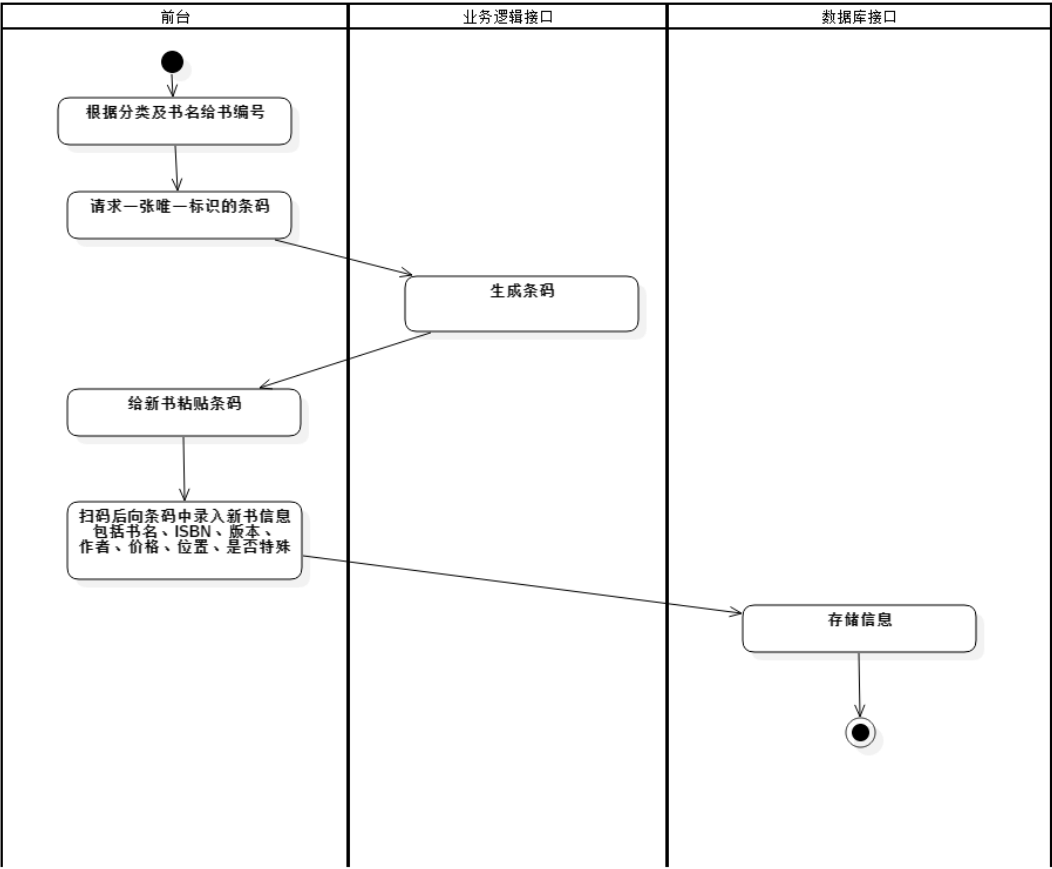 前台
业务逻辑接口
数据库接口
根据分类及书名给书编号
请求一张唯一标识的条码
生成条码
给新书粘贴条码
扫码后向条码中录入新书信息
包括书名、ISBN、版本、
作者、价格、位置、是否特殊
存储信息